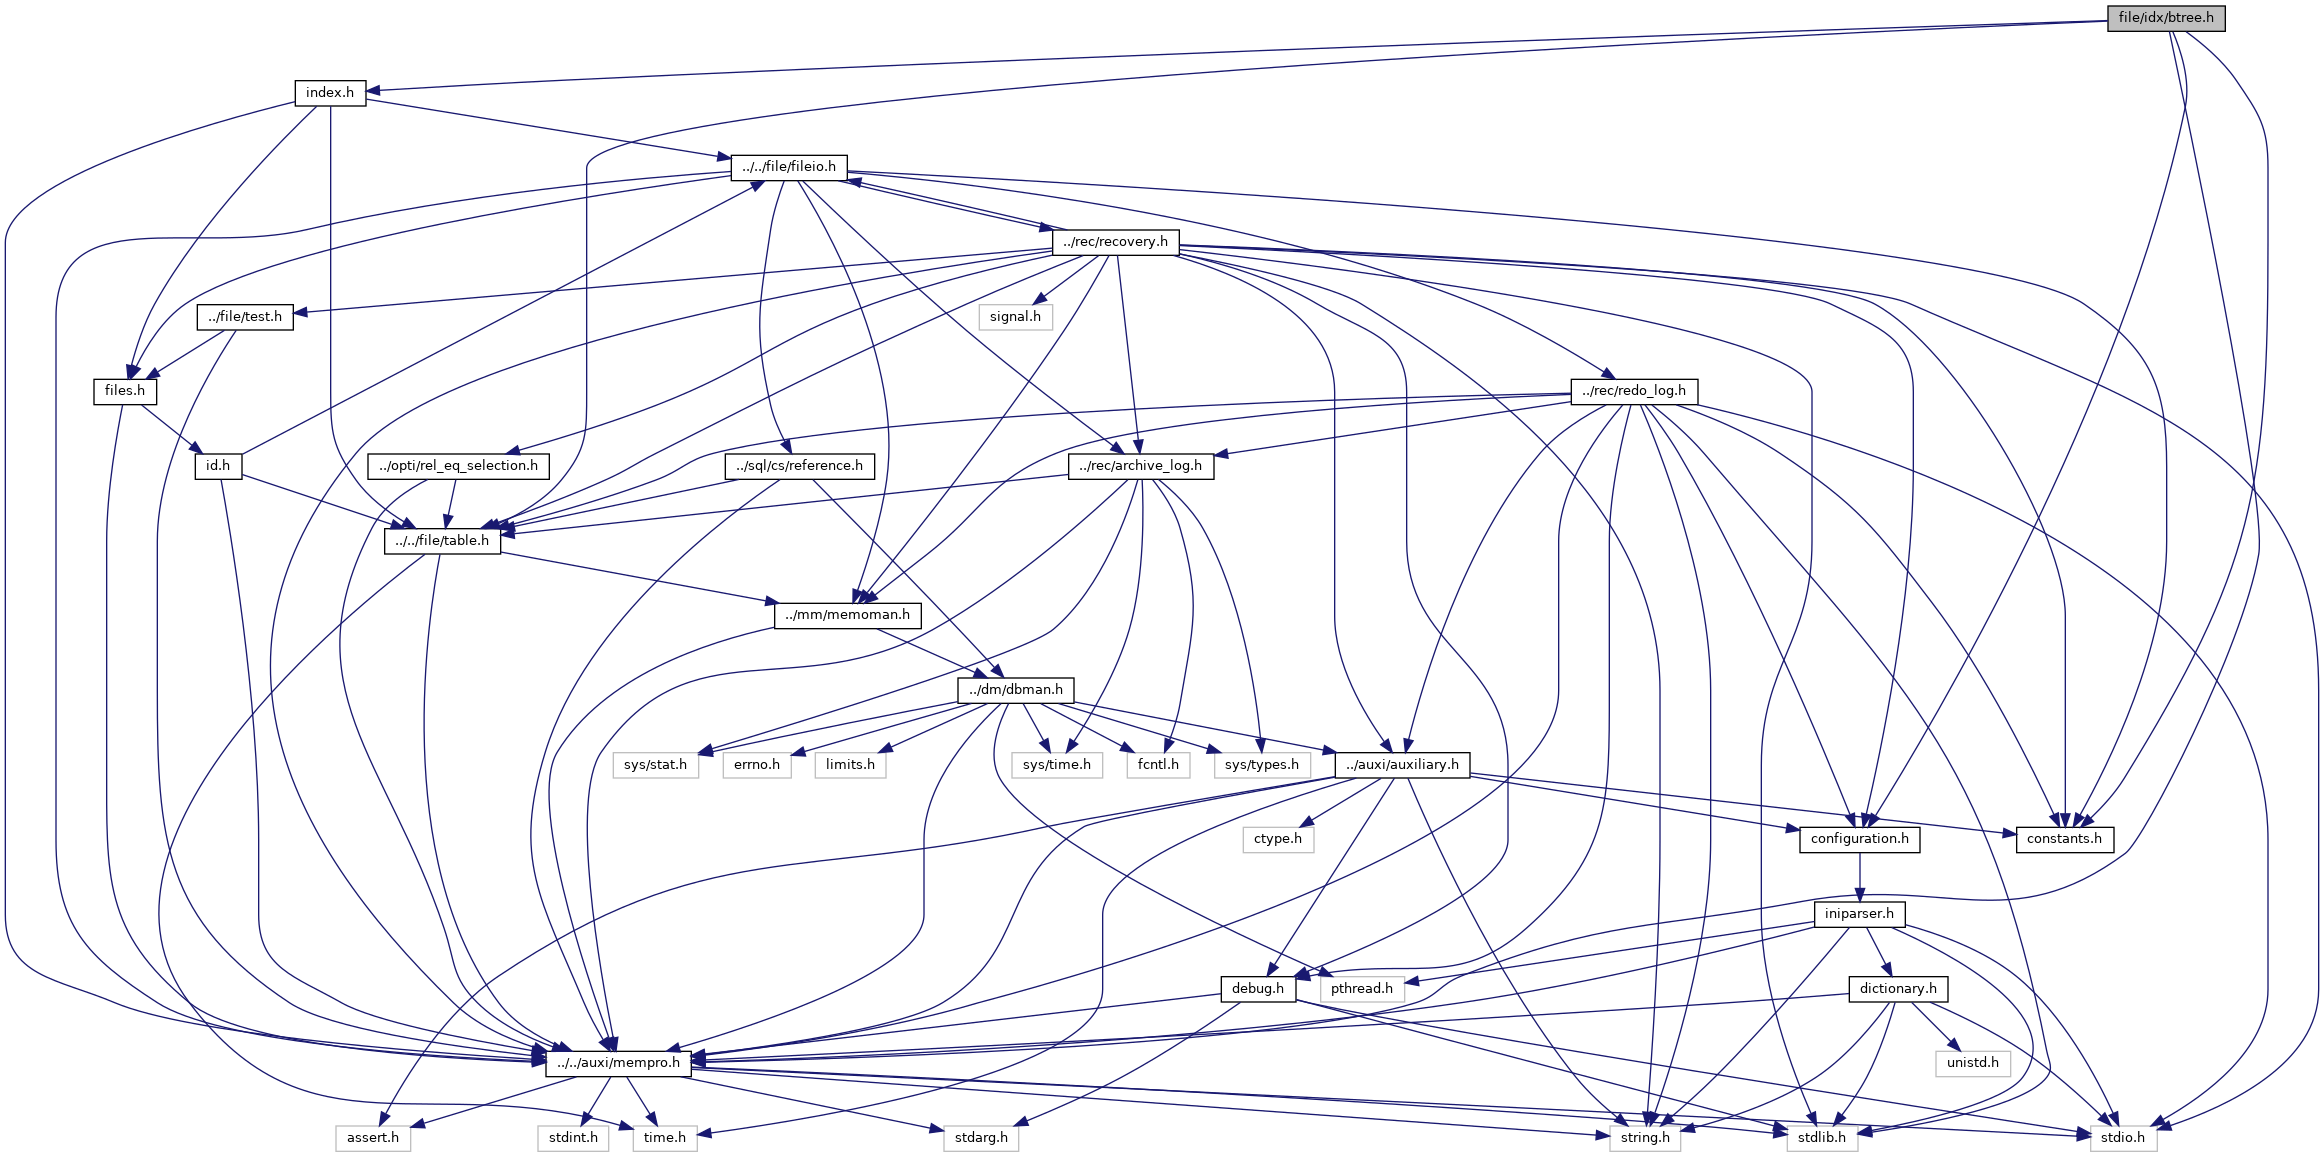 file/idx/btree.h
index.h
../../file/fileio.h
../rec/recovery.h
../file/test.h
signal.h
files.h
../rec/redo_log.h
id.h
../opti/rel_eq_selection.h
../sql/cs/reference.h
../rec/archive_log.h
../../file/table.h
../mm/memoman.h
../dm/dbman.h
sys/stat.h
errno.h
limits.h
sys/time.h
fcntl.h
sys/types.h
../auxi/auxiliary.h
ctype.h
configuration.h
constants.h
iniparser.h
debug.h
pthread.h
dictionary.h
../../auxi/mempro.h
unistd.h
assert.h
stdint.h
time.h
stdarg.h
string.h
stdlib.h
stdio.h